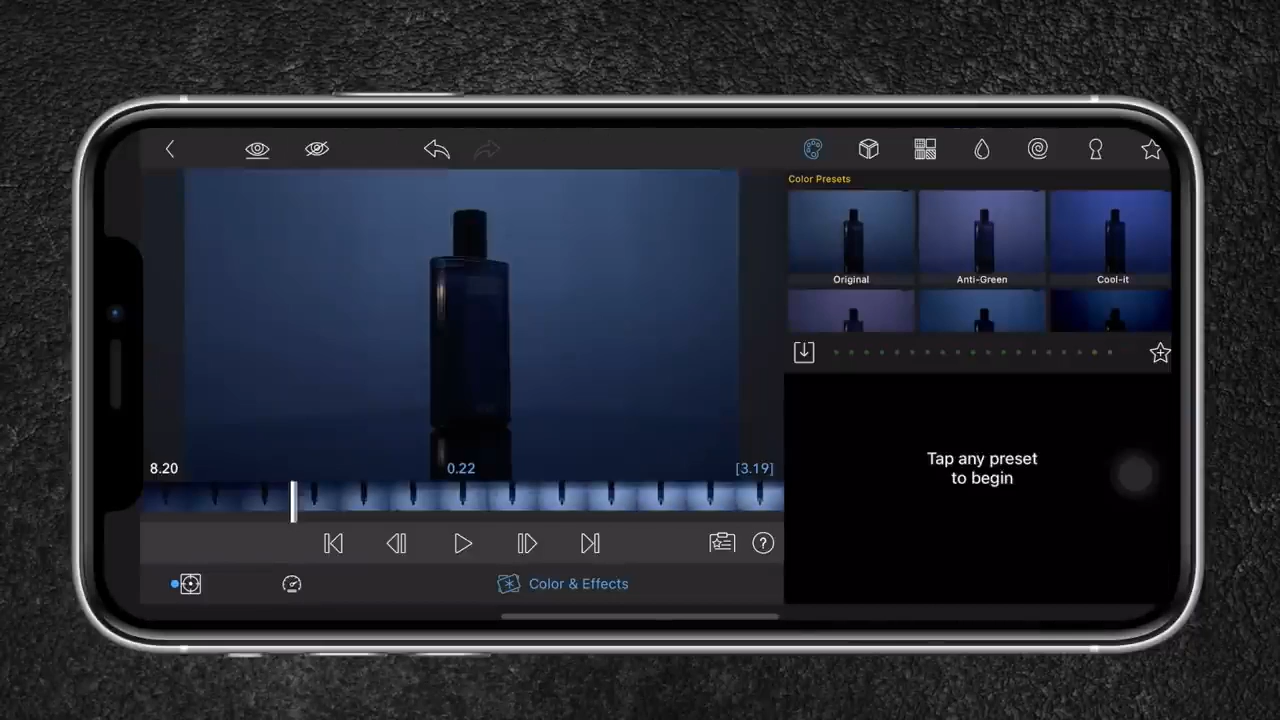 Color Presets
Original
Anti-Green
Cool-it
8.20
0.22
[3.19]
Tap any preset
to begin
Color & Effects